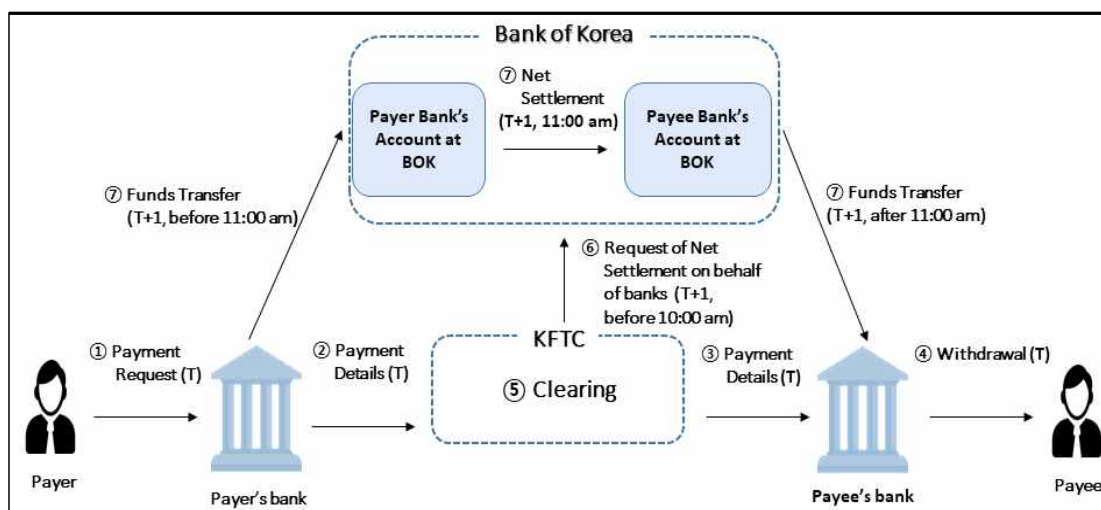 Bank of Korea
⑦ Net
Settlement
(T+1, 11:00 am)
Payer Bank's
Account at
BOK
Payee Bank's
Account at
BOK
⑦ Funds Transfer
(T+1, before 11:00 am)
⑦ Funds Transfer
(T+1, after 11:00 am)
⑥ Request of Net
Settlement on behalf
of banks (T+1,
before 10:00 am)
① Payment
Request (T)
② Payment
Details (T)
KFTC
⑤ Clearing
③ Payment
Details (T)
④ Withdrawal (T)
Payer
Payer's bank
Payee's bank
Payee